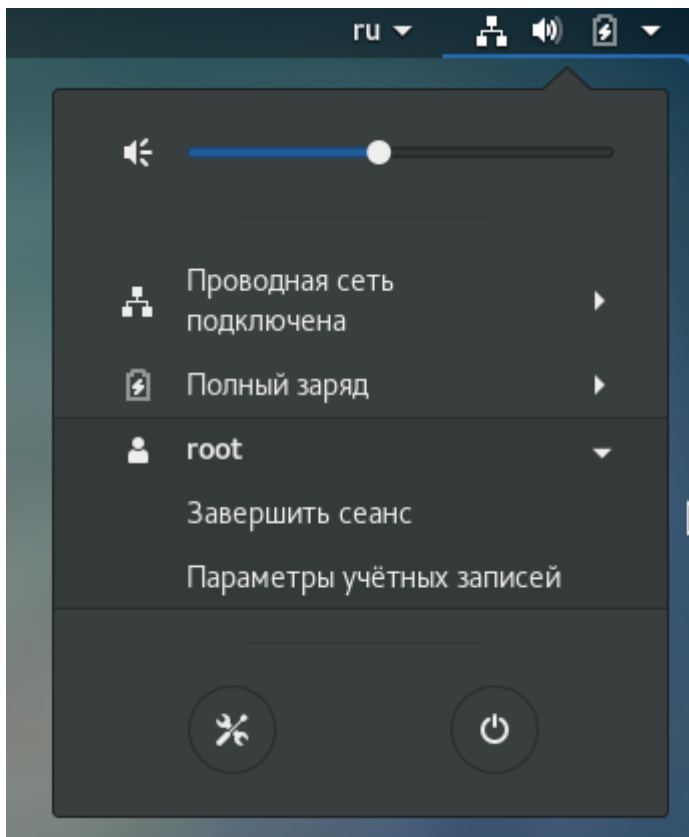 ru
Проводная сеть
подключена
Полный заряд
root
Завершить сеанс
Параметры учётных записей